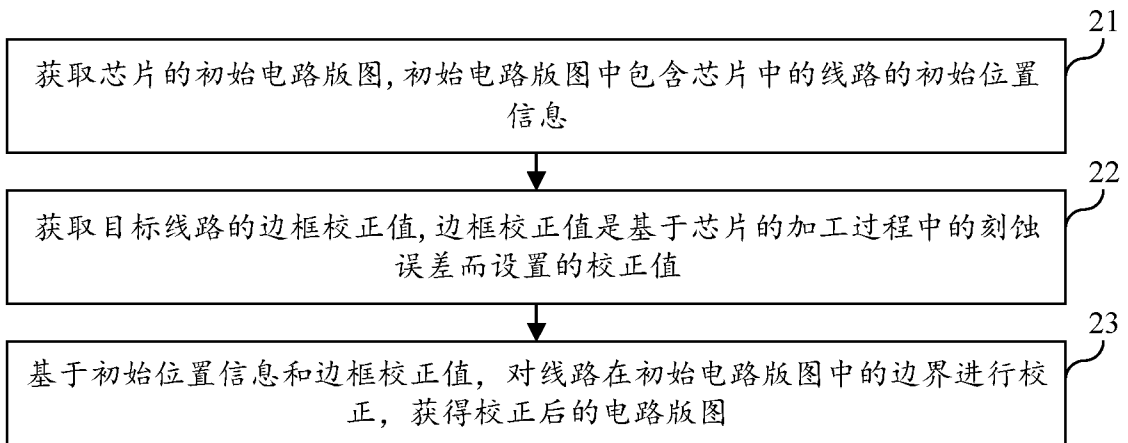 21
获取芯片的初始电路版图,初始电路版图中包含芯片中的线路的初始位置
信息
22
获取目标线路的边框校正值,边框校正值是基于芯片的加工过程中的刻蚀
误差而设置的校正值
23
基于初始位置信息和边框校正值，对线路在初始电路版图中的边界进行校
正，获得校正后的电路版图